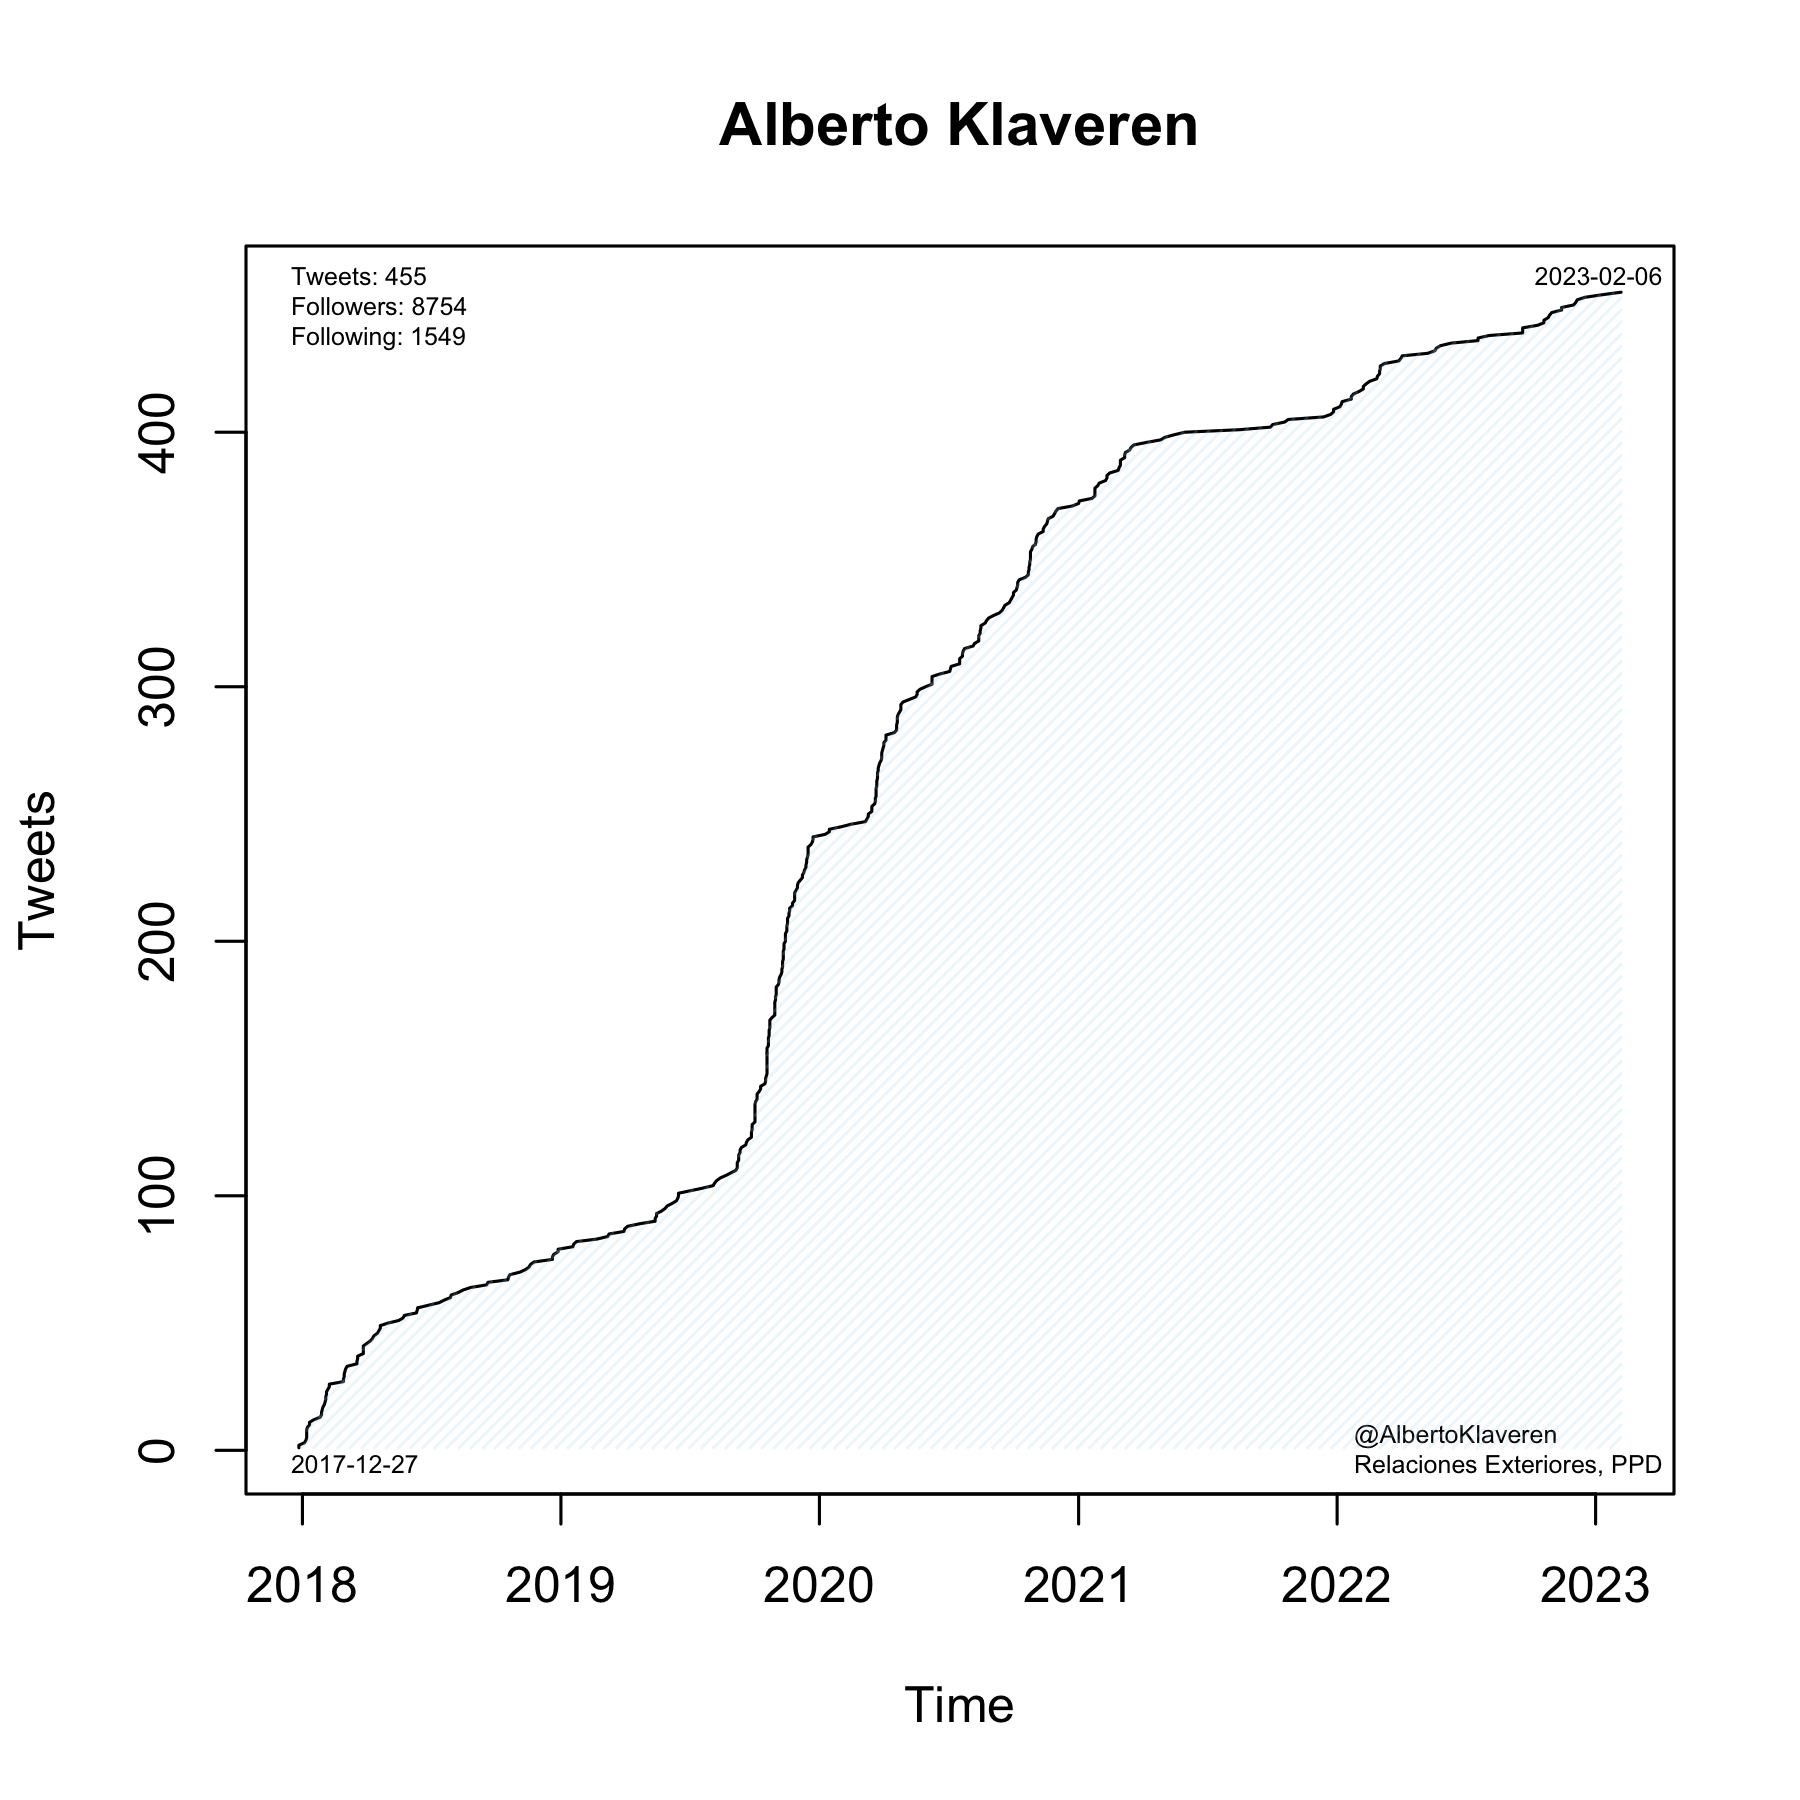 Alberto Klaveren
Tweets: 455
Followers: 8754
Following: 1549
2023-02-06
400
300
200
100
0
Tweets
2017-12-27
@AlbertoKlaveren
Relaciones Exteriores, PPD
2018 2019 2020 2021 2022 2023
Time